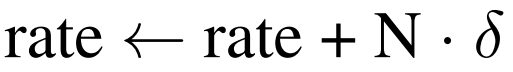 rate ← rate + N · δ